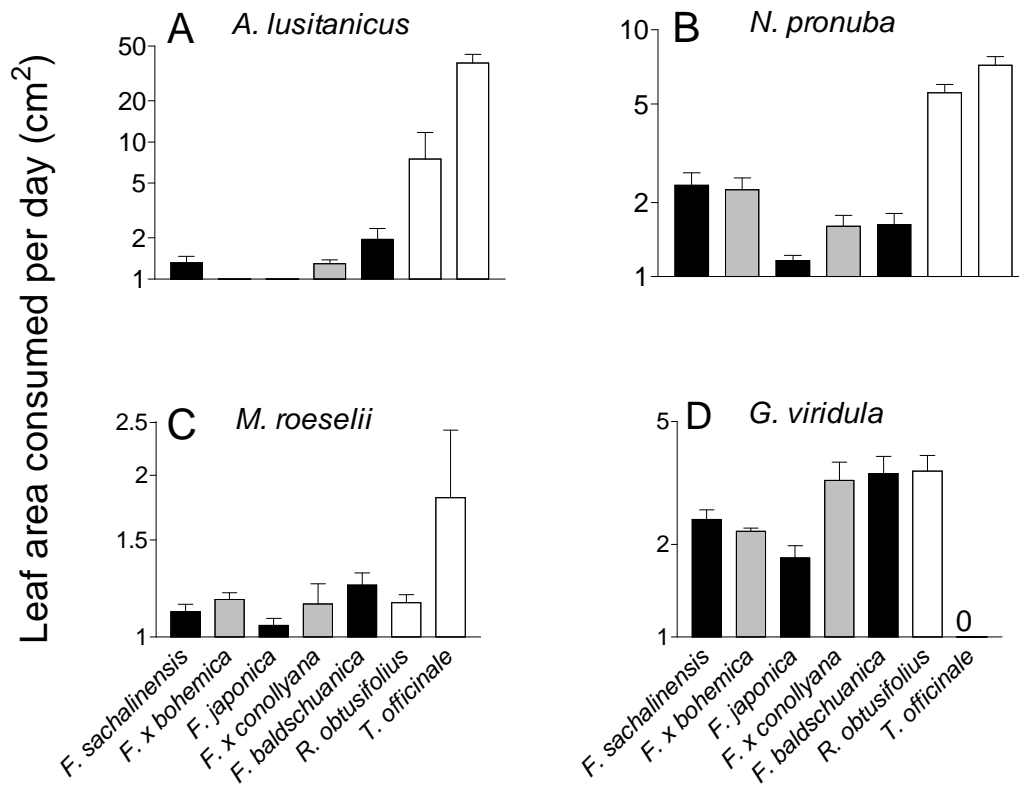 Leaf area consumed per day (cm²)
A A. lusitanicus
50
20
10
5
2
1
B N. pronuba
10
5
2
1
C M. roeselii
2.5
2
1.5
1
D G. viridula
5
2
1
0
F. sachalinensis
F. x bohemica
F. japonica
F. x conollyana
F. baldschuanica
R. obtusifolius
T. officinale
F. sachalinensis
F. x bohemica
F. japonica
F. x conollyana
F. baldschuanica
R. obtusifolius
T. officinale